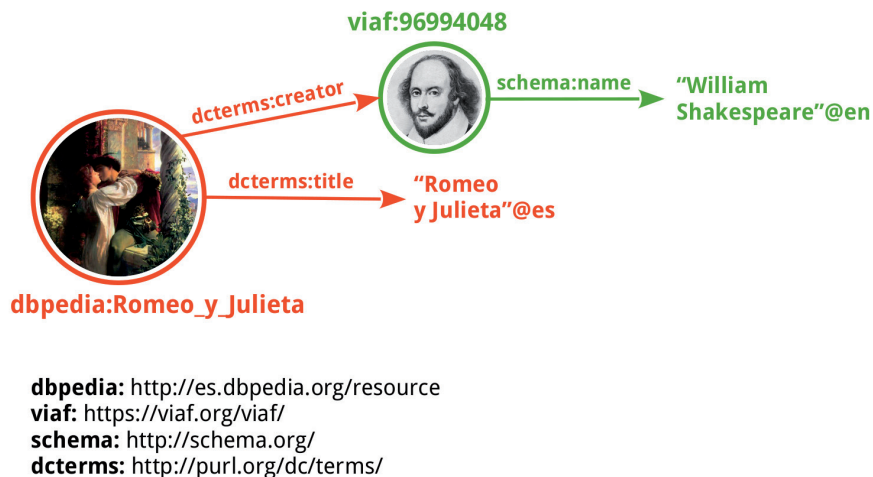 viaf:96994048
dcterms:creator
schema:name
“William
Shakespeare”@en
dcterms:title
“Romeo
y Julieta”@es
dbpedia:Romeo_y_Julieta
dbpedia: http://es.dbpedia.org/resource
viaf: https://viaf.org/viaf/
schema: http://schema.org/
dcterms: http://purl.org/dc/terms/